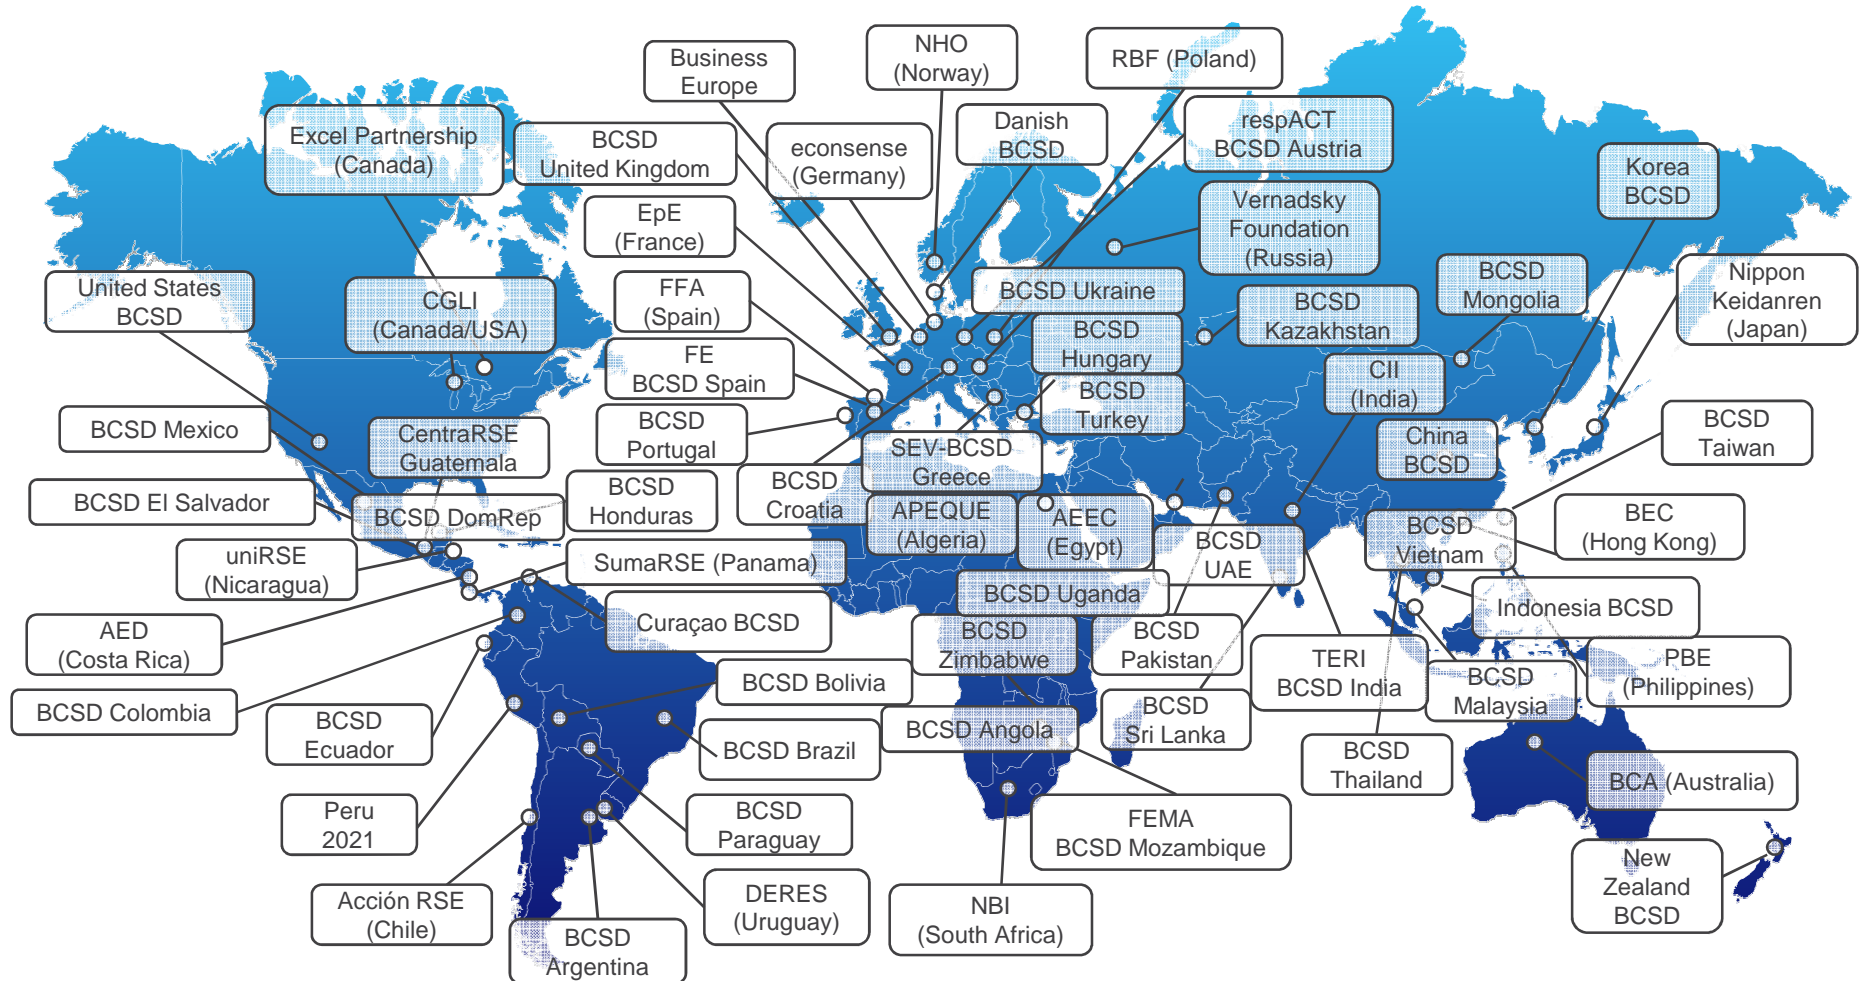 Business
Europe
NHO
(Norway)
RBF (Poland)
Excel Partnership
(Canada)
BCSD
United Kingdom
econsense
(Germany)
Danish
BCSD
respACT
BCSD Austria
Korea
BCSD
EpE
(France)
Vernadsky
Foundation
(Russia)
United States
BCSD
CGLI
(Canada/USA)
FFA
(Spain)
BCSD Ukraine
BCSD
Kazakhstan
BCSD
Mongolia
Nippon
Keidanren
(Japan)
FE
BCSD Spain
BCSD
Hungary
CII
(India)
BCSD Mexico
CentraRSE
Guatemala
BCSD
Portugal
BCSD
Turkey
China
BCSD
BCSD
Taiwan
BCSD El Salvador
BCSD DomRep
BCSD
Honduras
BCSD
Croatia
SEV-BCSD
Greece
APEQUE
(Algeria)
AEEC
(Egypt)
BCSD
UAE
BCSD
Vietnam
BEC
(Hong Kong)
uniRSE
(Nicaragua)
SumaRSE (Panama)
BCSD Uganda
Indonesia BCSD
AED
(Costa Rica)
Curaçao BCSD
BCSD
Zimbabwe
BCSD
Pakistan
TERI
BCSD India
BCSD
Malaysia
PBE
(Philippines)
BCSD Colombia
BCSD
Ecuador
BCSD Bolivia
BCSD Brazil
BCSD Angola
BCSD
Sri Lanka
BCSD
Thailand
BCA (Australia)
Peru
2021
BCSD
Paraguay
FEMA
BCSD Mozambique
New
Zealand
BCSD
Acción RSE
(Chile)
BCSD
Argentina
DERES
(Uruguay)
NBI
(South Africa)